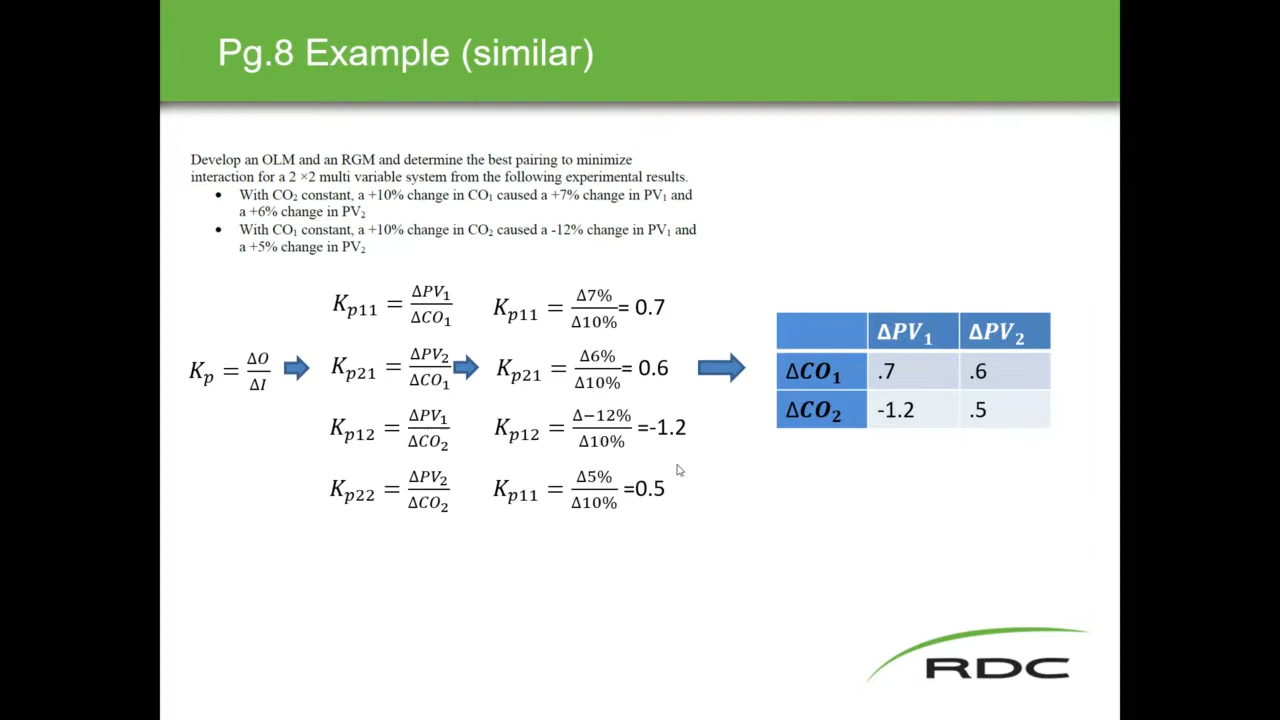 Pg.8 Example (similar)
Develop an OLM and an RGM and determine the best pairing to minimize
interaction for a 2 ×2 multi variable system from the following experimental results.
• With CO₂ constant, a +10% change in CO₁ caused a +7% change in PV₁ and
a +6% change in PV₂
• With CO₁ constant, a +10% change in CO₂ caused a -12% change in PV₁ and
a +5% change in PV₂
Kp = ΔO/ΔI
Kp11 = ΔPV₁/ΔCO₁
Kp21 = ΔPV₂/ΔCO₁
Kp12 = ΔPV₁/ΔCO₂
Kp22 = ΔPV₂/ΔCO₂
Kp11 = Δ7%/Δ10% = 0.7
Kp21 = Δ6%/Δ10% = 0.6
Kp12 = Δ−12%/Δ10% =-1.2
Kp11 = Δ5%/Δ10% =0.5
ΔPV₁ ΔPV₂
ΔCO₁ .7 .6
ΔCO₂ -1.2 .5
RDC